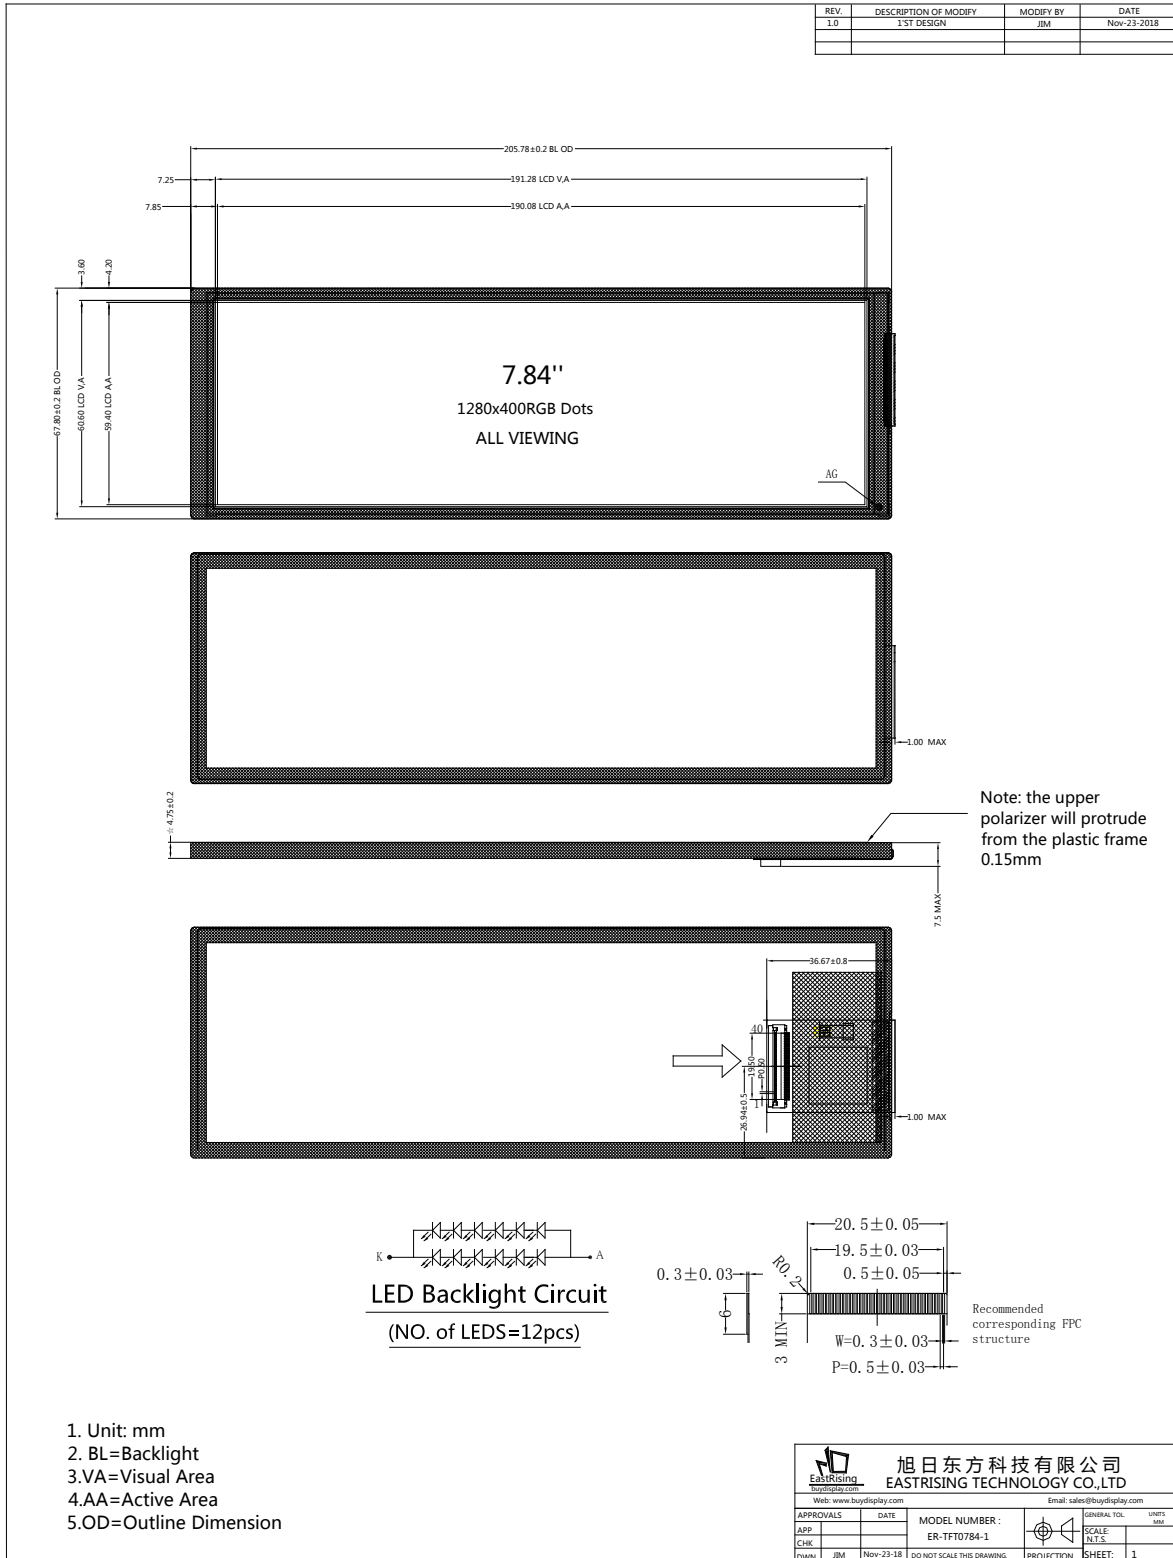 REV. DESCRIPTION OF MODIFY MODIFY BY DATE
1.0 1'ST DESIGN JIM Nov-23-2018
205.78±0.2 BL OD
7.25 191.28 LCD V,A
7.85 190.08 LCD A,A
3.60
4.20
67.80±0.2 BL OD
60.60 LCD V,A
59.40 LCD A,A
7.84''
1280x400RGB Dots
ALL VIEWING
AG
1.00 MAX
☆ 4.75±0.2
Note: the upper
polarizer will protrude
from the plastic frame
0.15mm
7.5 MAX
36.67±0.8
40
19.50
P0.50
1
26.94±0.5
1.00 MAX
K A
LED Backlight Circuit
(NO. of LEDS=12pcs)
20.5±0.05
19.5±0.03
0.5±0.05
R0.2
0.3±0.03
6
3 MIN
W=0.3±0.03
P=0.5±0.03
Recommended
corresponding FPC
structure
1. Unit: mm
2. BL=Backlight
3.VA=Visual Area
4.AA=Active Area
5.OD=Outline Dimension
EastRising
buydisplay.com
旭日东方科技有限公司
EASTRISING TECHNOLOGY CO.,LTD
Web: www.buydisplay.com Email: sales@buydisplay.com
APPROVALS DATE MODEL NUMBER : GENERAL TOL. UNITS
MM
APP ER-TFT0784-1 SCALE:
N.T.S.
CHK
DWN JIM Nov-23-18 DO NOT SCALE THIS DRAWING. PROJECTION SHEET: 1